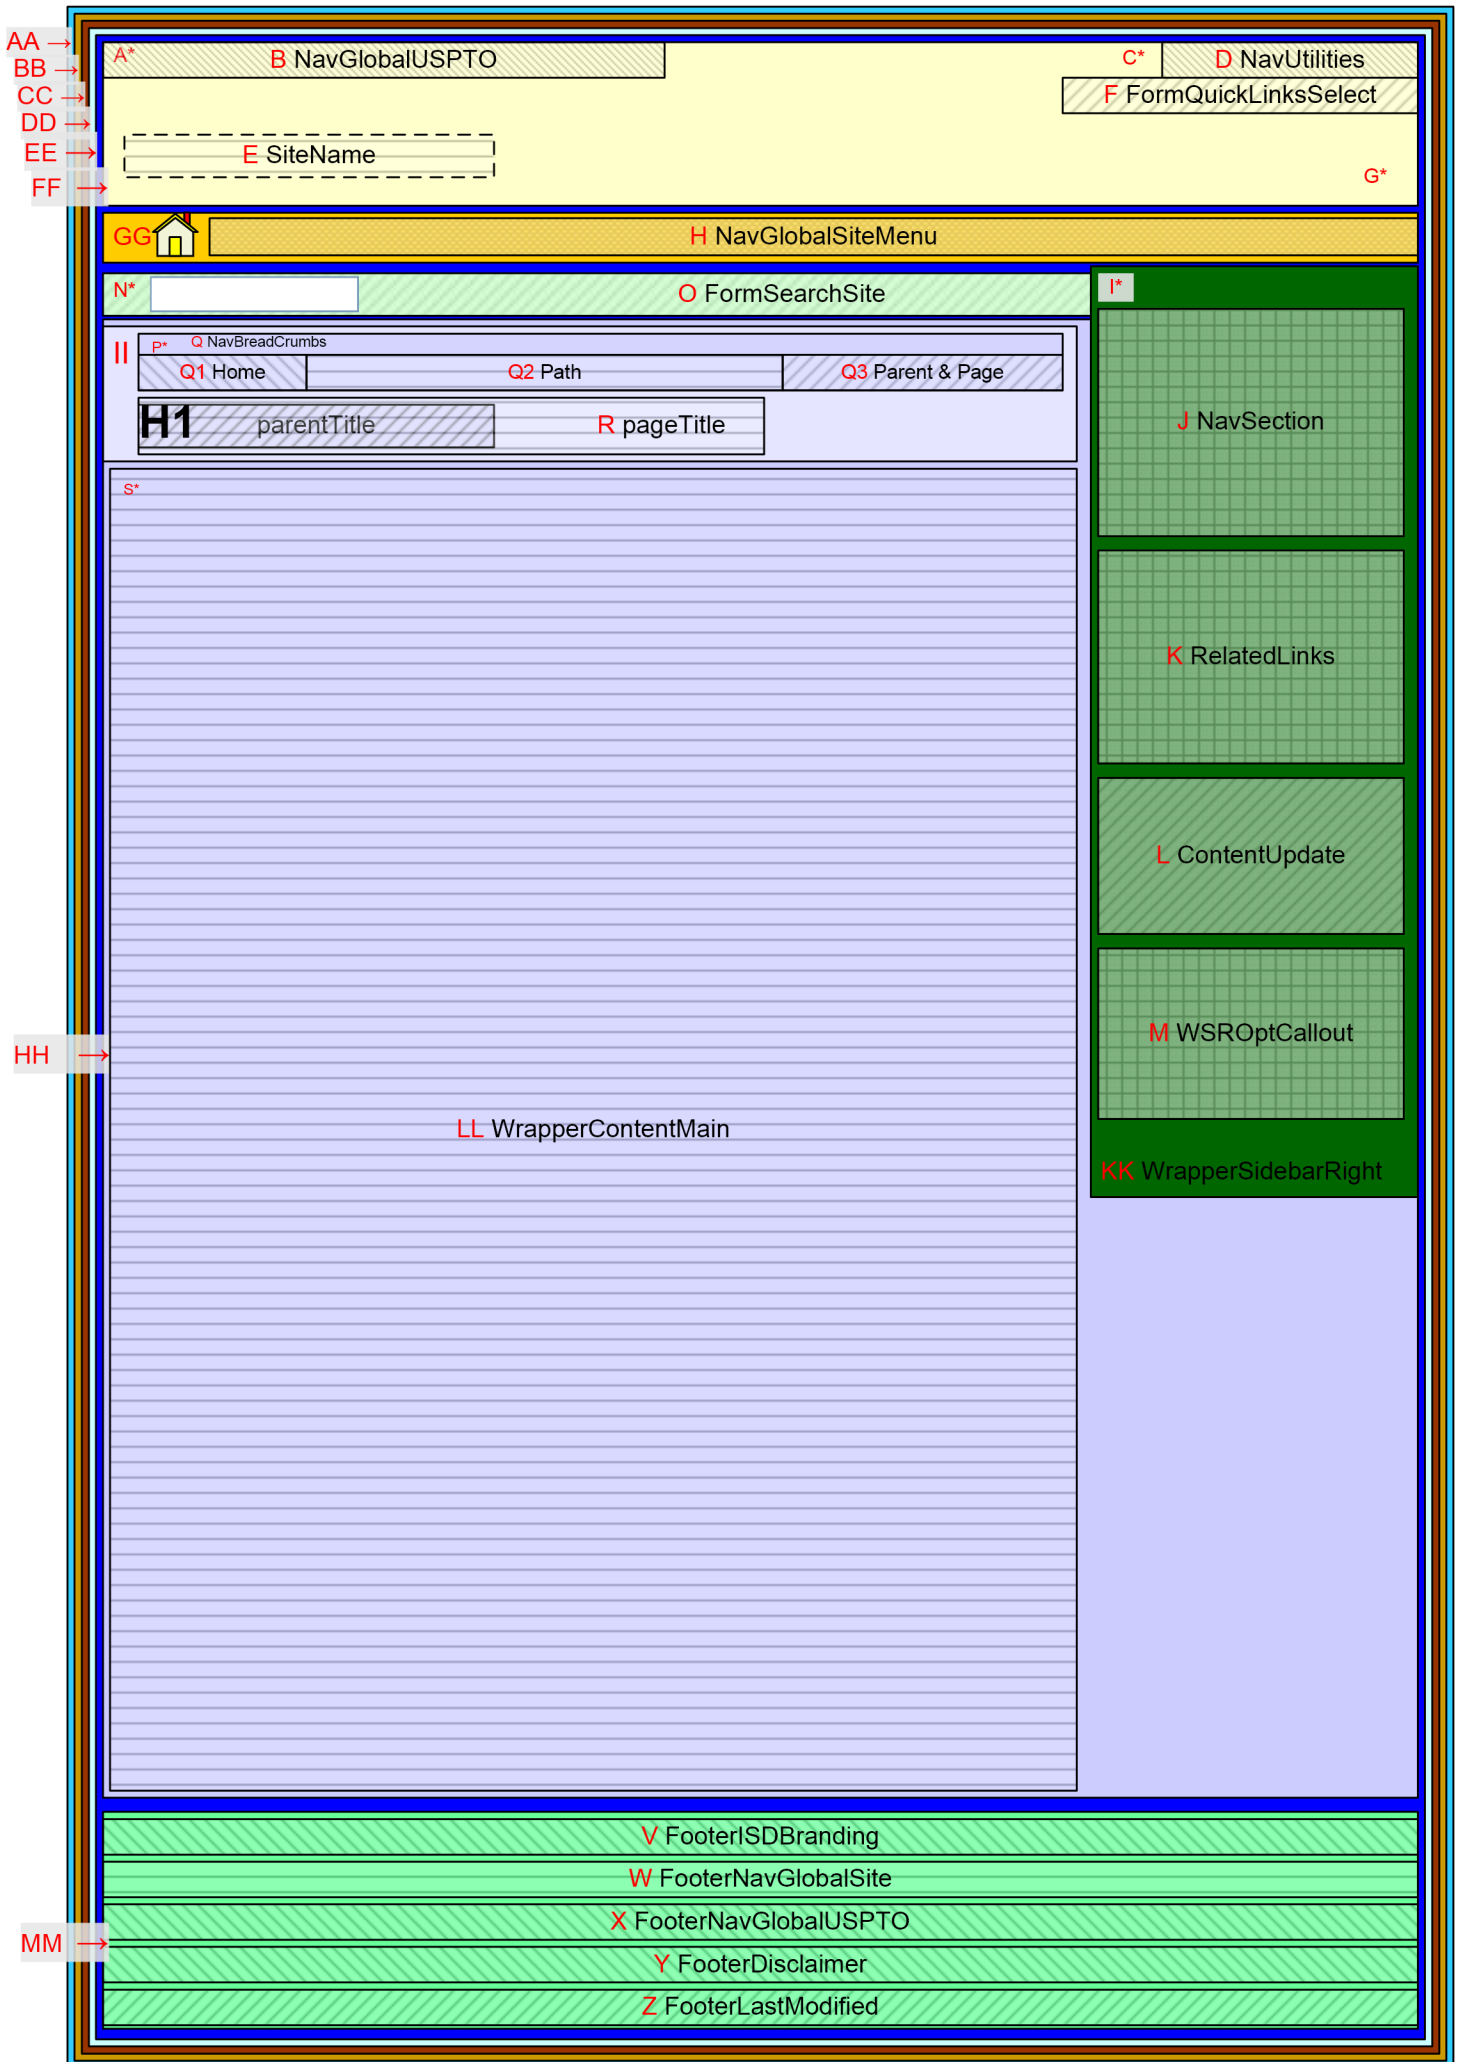 AA →
BB →
CC →
DD →
EE →
FF →
A*
B NavGlobalUSPTO
C*
D NavUtilities
F FormQuickLinksSelect
E SiteName
G*
GG
H NavGlobalSiteMenu
N*
O FormSearchSite
I*
II
P*
Q NavBreadCrumbs
Q1 Home
Q2 Path
Q3 Parent & Page
H1
parentTitle
R pageTitle
J NavSection
S*
K RelatedLinks
L ContentUpdate
M WSROptCallout
HH →
LL WrapperContentMain
KK WrapperSidebarRight
V FooterISDBranding
W FooterNavGlobalSite
X FooterNavGlobalUSPTO
MM →
Y FooterDisclaimer
Z FooterLastModified